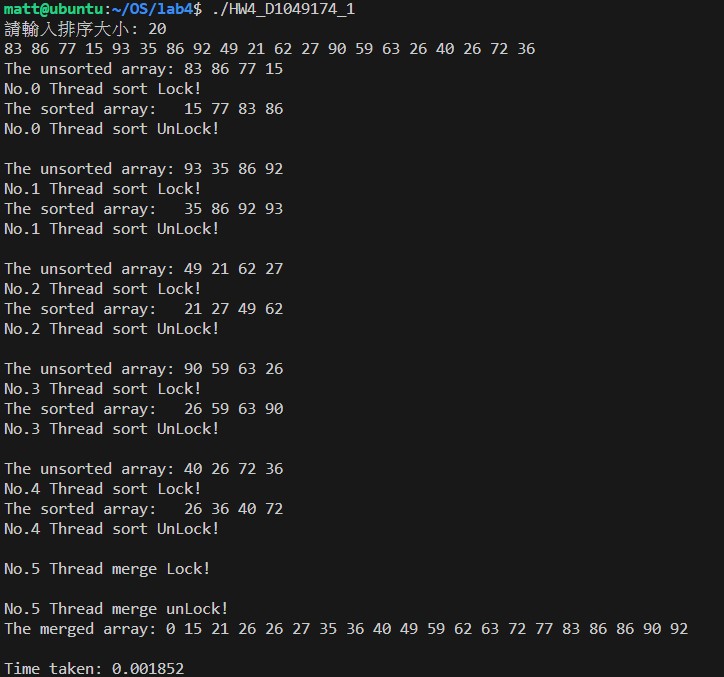 matt@ubuntu:~/OS/lab4$ ./HW4_D1049174_1
請輸入排序大小: 20
83 86 77 15 93 35 86 92 49 21 62 27 90 59 63 26 40 26 72 36
The unsorted array: 83 86 77 15
No.0 Thread sort Lock!
The sorted array:   15 77 83 86
No.0 Thread sort UnLock!

The unsorted array: 93 35 86 92
No.1 Thread sort Lock!
The sorted array:   35 86 92 93
No.1 Thread sort UnLock!

The unsorted array: 49 21 62 27
No.2 Thread sort Lock!
The sorted array:   21 27 49 62
No.2 Thread sort UnLock!

The unsorted array: 90 59 63 26
No.3 Thread sort Lock!
The sorted array:   26 59 63 90
No.3 Thread sort UnLock!

The unsorted array: 40 26 72 36
No.4 Thread sort Lock!
The sorted array:   26 36 40 72
No.4 Thread sort UnLock!

No.5 Thread merge Lock!

No.5 Thread merge unLock!
The merged array: 0 15 21 26 26 27 35 36 40 49 59 62 63 72 77 83 86 86 90 92

Time taken: 0.001852